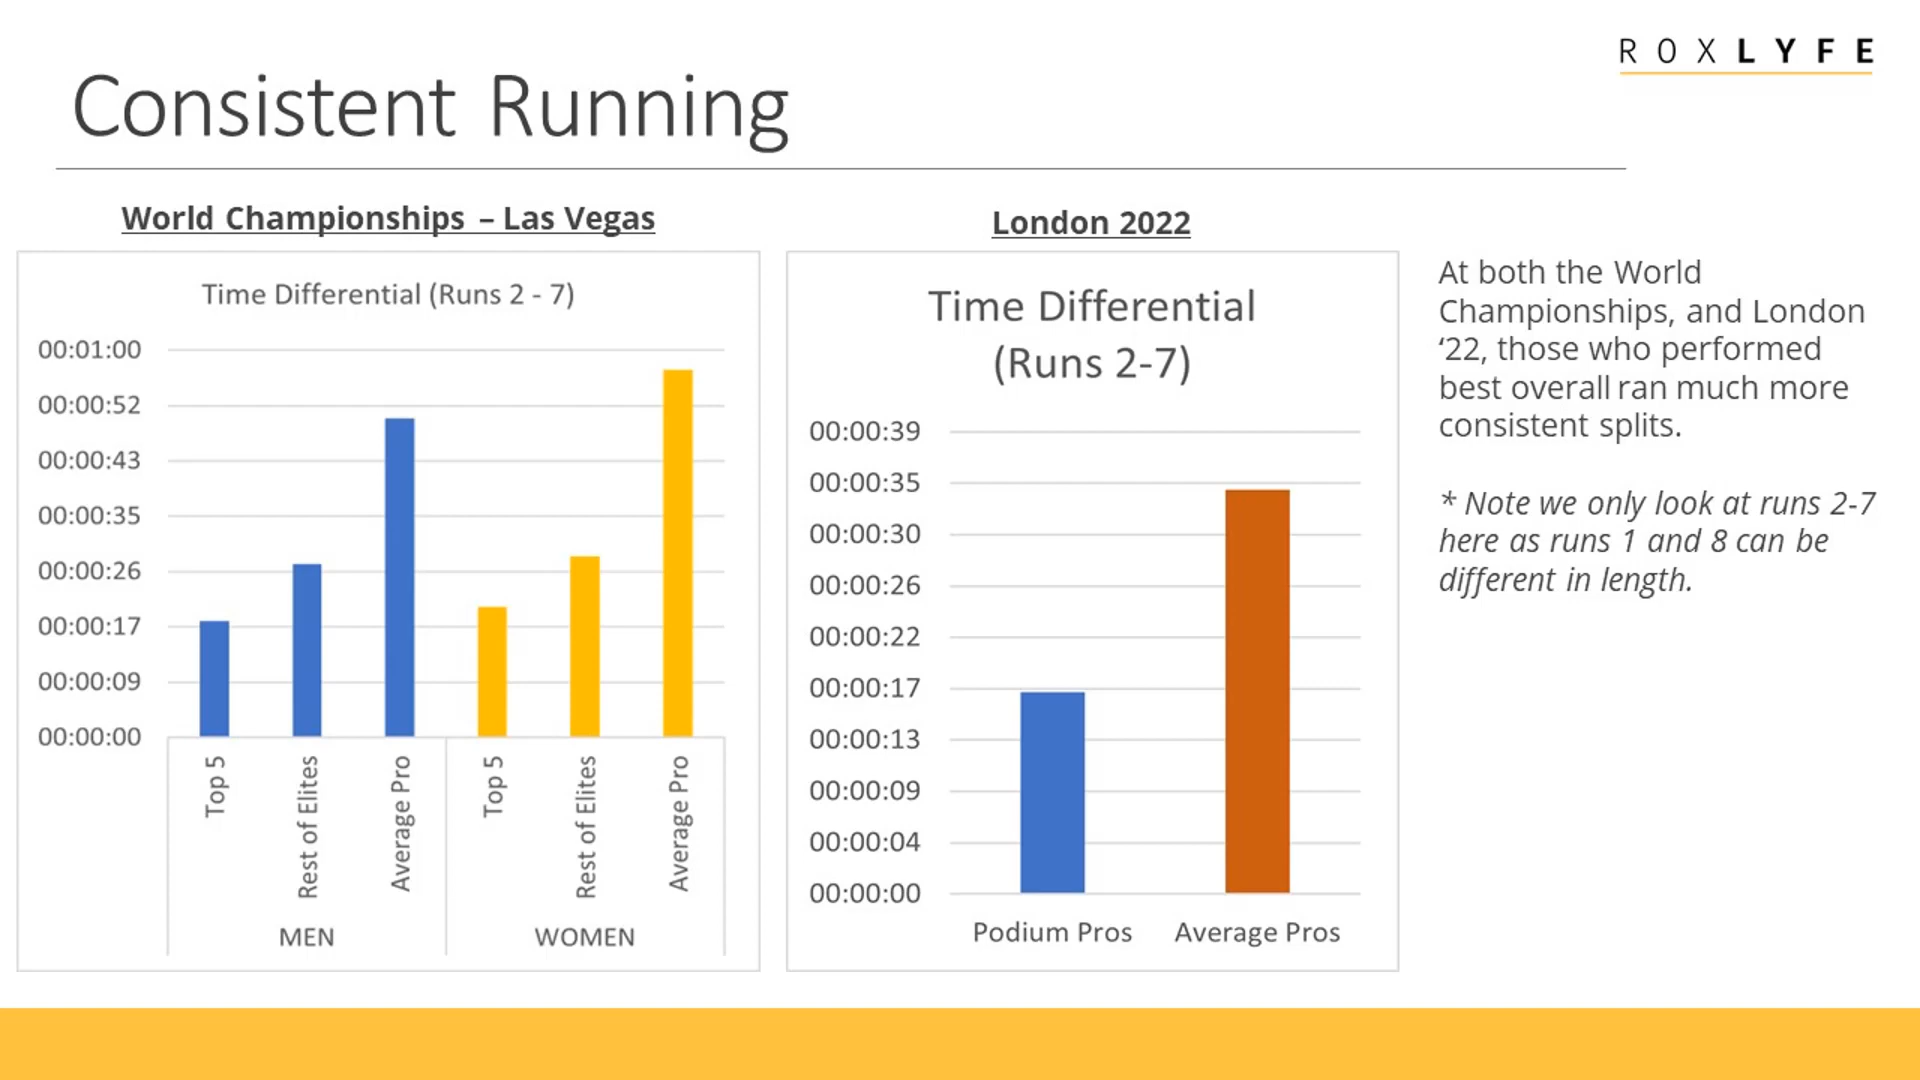 ROXLYFE
Consistent Running
World Championships – Las Vegas
Time Differential (Runs 2 - 7)
00:01:00
00:00:52
00:00:43
00:00:35
00:00:26
00:00:17
00:00:09
00:00:00
Top 5
Rest of Elites
Average Pro
Top 5
Rest of Elites
Average Pro
MEN
WOMEN
London 2022
Time Differential
(Runs 2-7)
00:00:39
00:00:35
00:00:30
00:00:26
00:00:22
00:00:17
00:00:13
00:00:09
00:00:04
00:00:00
Podium Pros
Average Pros
At both the World
Championships, and London
‘22, those who performed
best overall ran much more
consistent splits.
* Note we only look at runs 2-7
here as runs 1 and 8 can be
different in length.